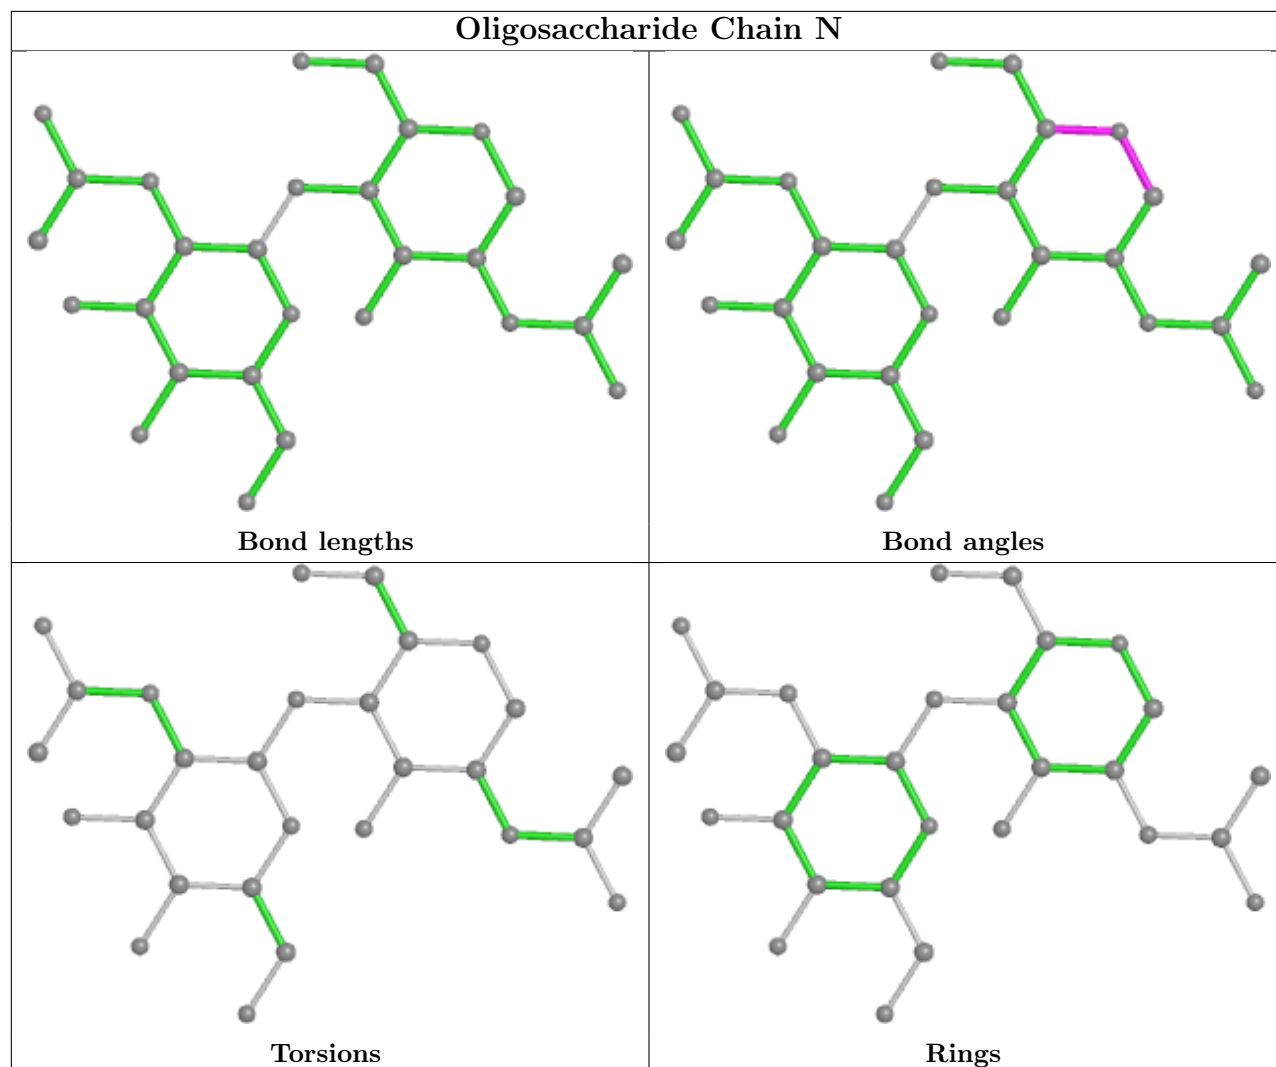 Oligosaccharide Chain N
Bond lengths
Bond angles
Torsions
Rings